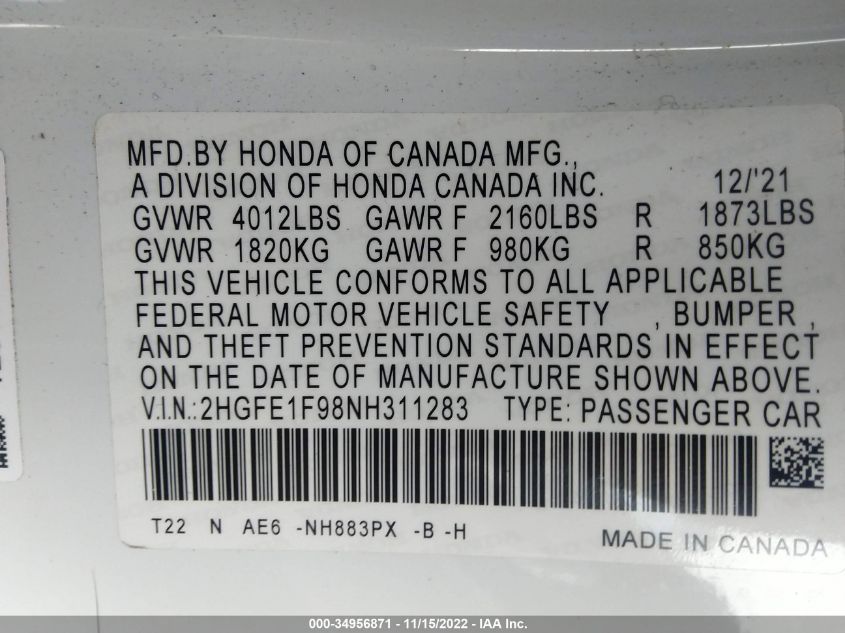 MFD.BY HONDA OF CANADA MFG.,
A DIVISION OF HONDA CANADA INC. 12/'21
GVWR 4012LBS GAWR F 2160LBS R 1873LBS
GVWR 1820KG GAWR F 980KG R 850KG
THIS VEHICLE CONFORMS TO ALL APPLICABLE
FEDERAL MOTOR VEHICLE SAFETY , BUMPER ,
AND THEFT PREVENTION STANDARDS IN EFFECT
ON THE DATE OF MANUFACTURE SHOWN ABOVE.
V.I.N.:2HGFE1F98NH311283 TYPE: PASSENGER CAR
T22 N AE6 -NH883PX -B -H
MADE IN CANADA
000-34956871 - 11/15/2022 - IAA Inc.